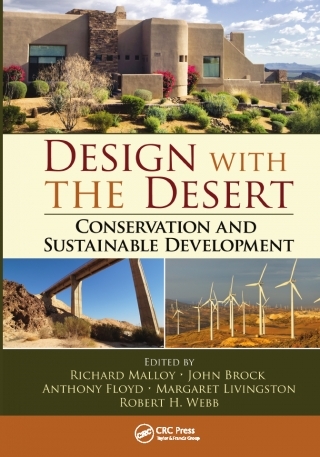 Design with
the Desert
Conservation and
Sustainable Development
Edited by
Richard Malloy · John Brock
Anthony Floyd · Margaret Livingston
Robert H. Webb
CRC Press
Taylor & Francis Group